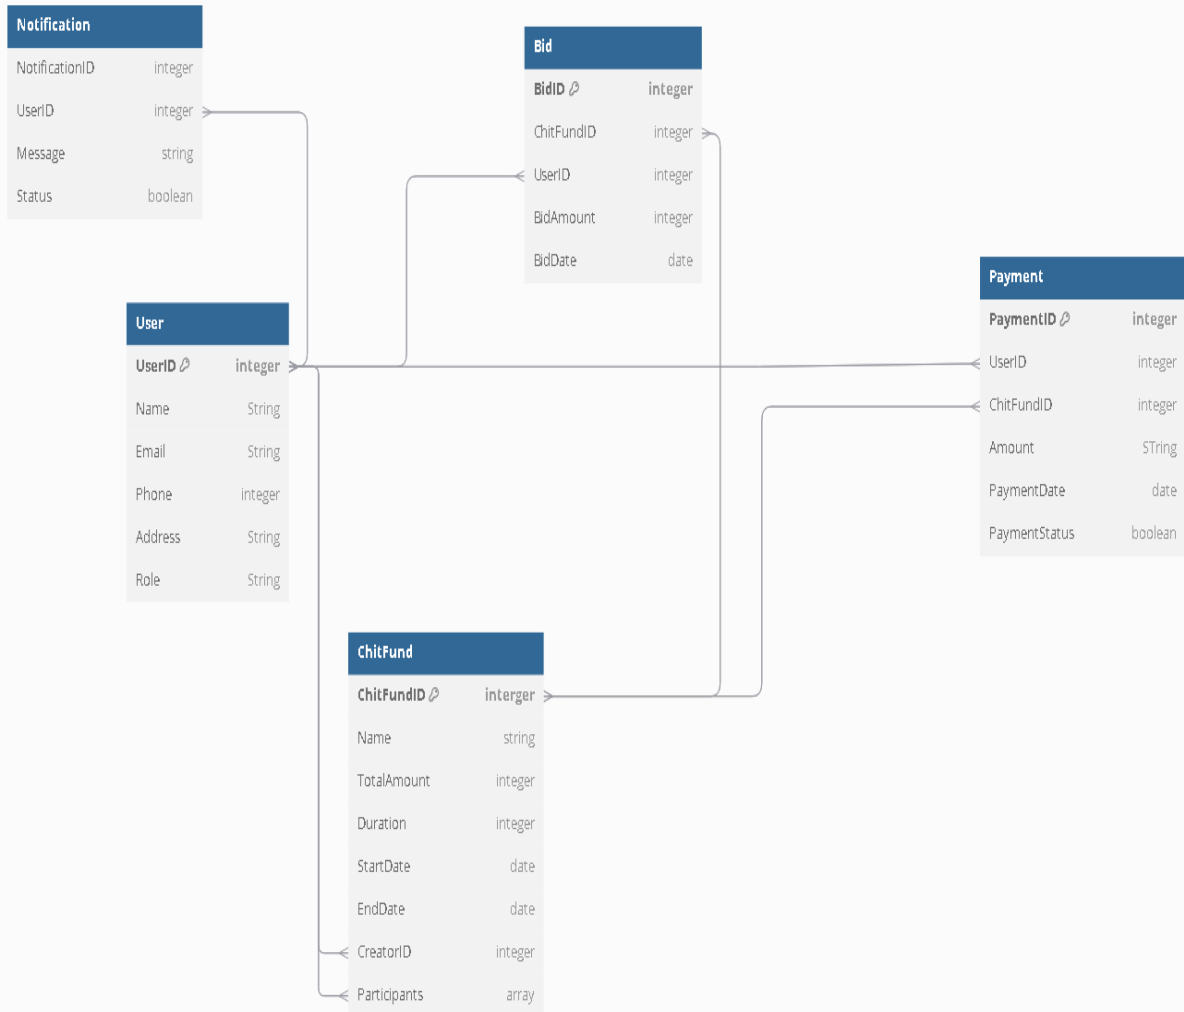 Notification
NotificationID integer
UserID integer
Message string
Status boolean
Bid
BidID integer
ChitFundID integer
UserID integer
BidAmount integer
BidDate date
Payment
PaymentID integer
UserID integer
ChitFundID integer
Amount STring
PaymentDate date
PaymentStatus boolean
User
UserID integer
Name String
Email String
Phone integer
Address String
Role String
ChitFund
ChitFundID interger
Name string
TotalAmount integer
Duration integer
StartDate date
EndDate date
CreatorID integer
Participants array